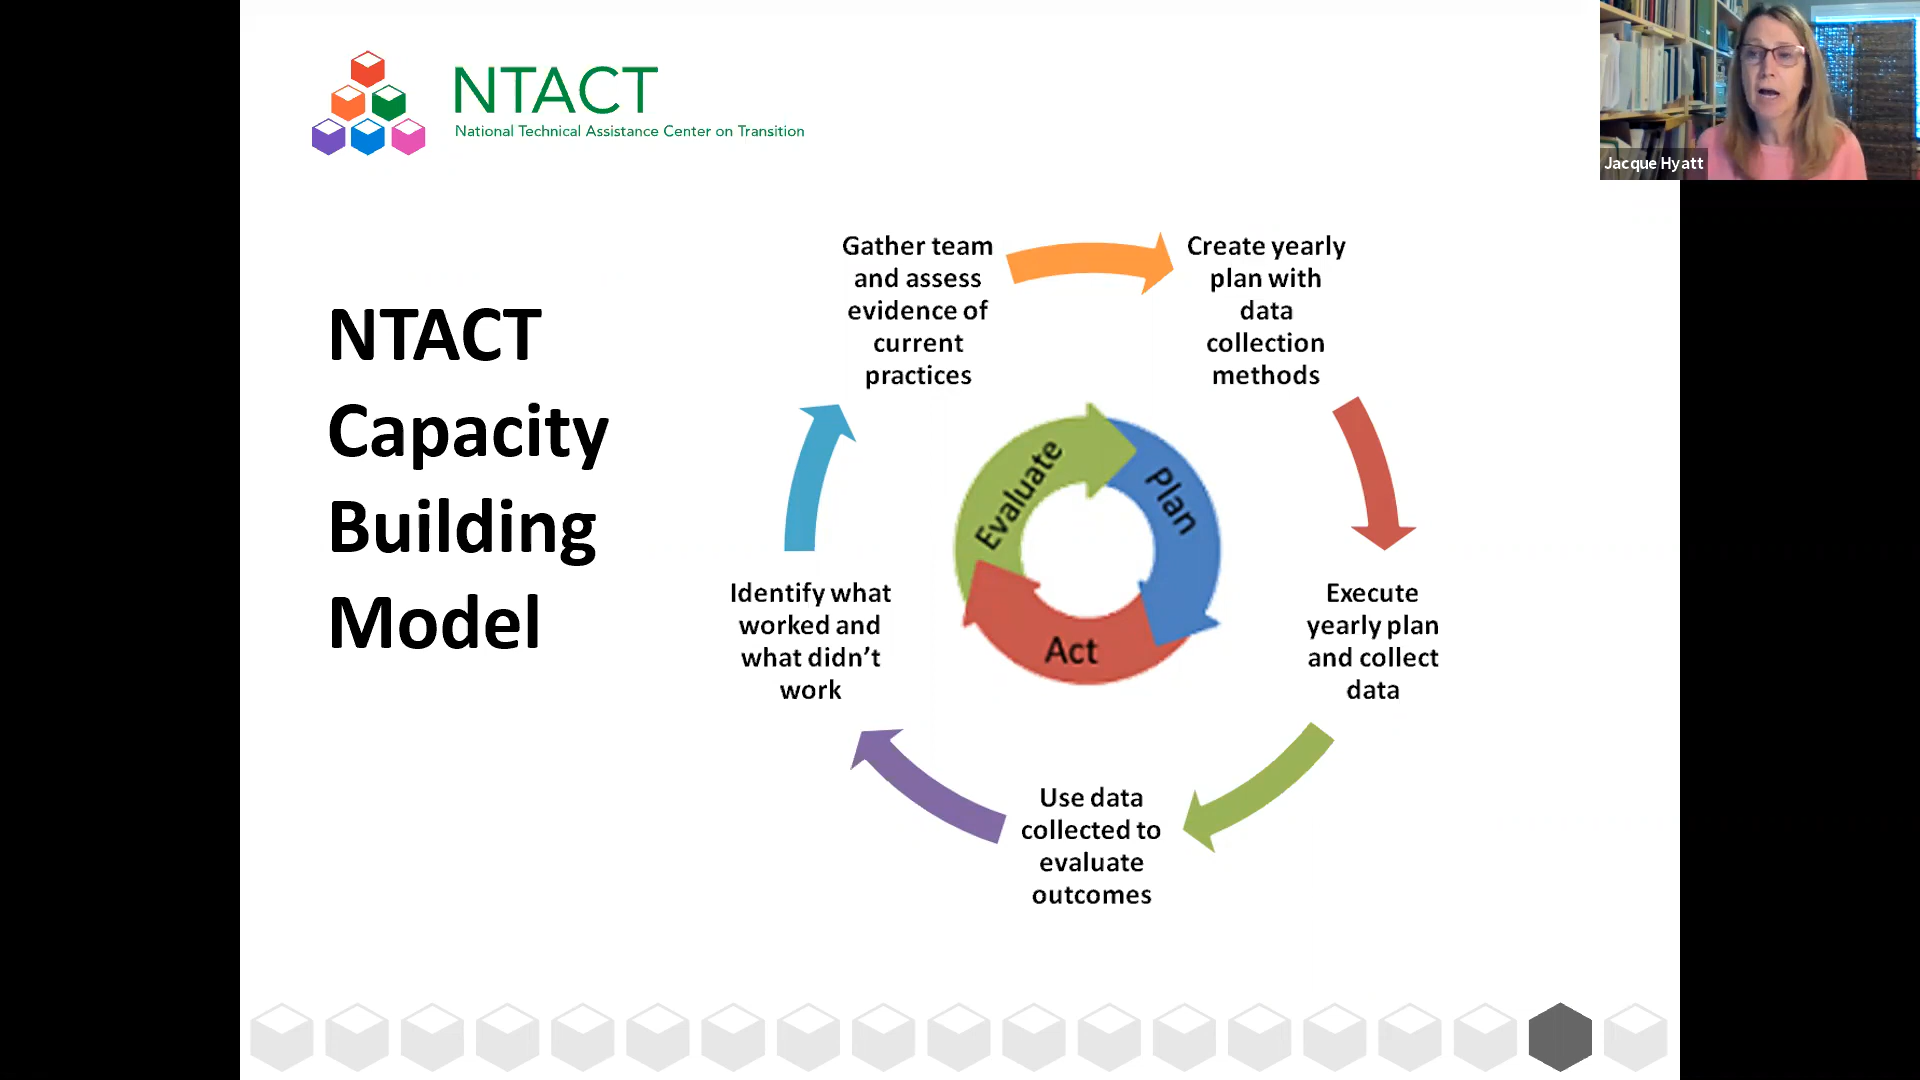 NTACT
National Technical Assistance Center on Transition
Jacque Hyatt
NTACT
Capacity
Building
Model
Gather team
and assess
evidence of
current
practices
Create yearly
plan with
data
collection
methods
Execute
yearly plan
and collect
data
Use data
collected to
evaluate
outcomes
Identify what
worked and
what didn’t
work
Evaluate
Plan
Act